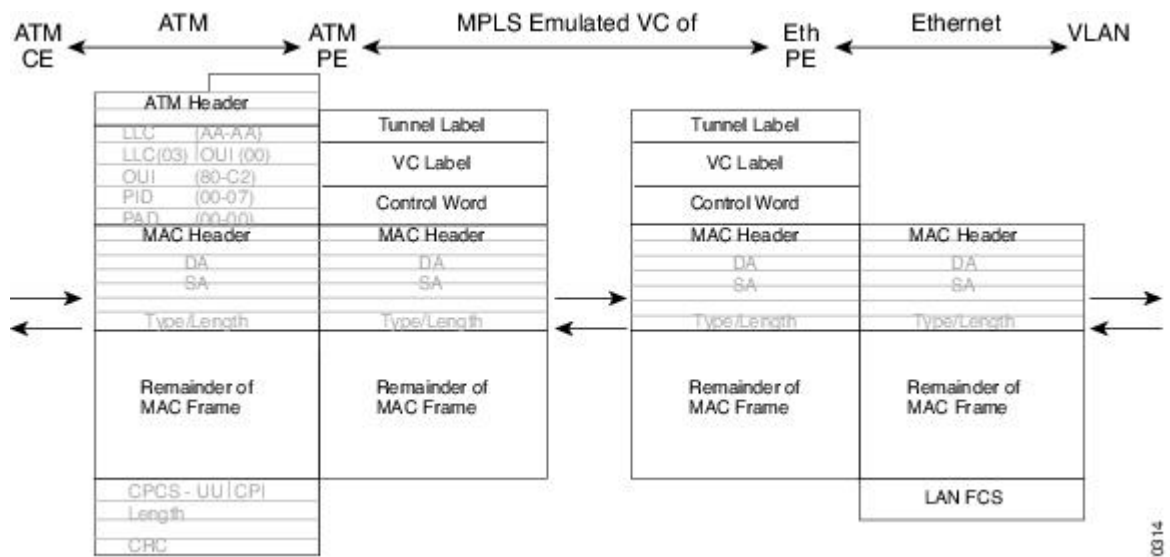 ATM CE
ATM
ATM PE
MPLS Emulated VC of
Eth PE
Ethernet
VLAN
ATM Header
LLC (AA-AA)
LLC(03) |OUI (00)
OUI (80-C2)
PID (00-07)
PAD (00-00)
MAC Header
DA
SA
Type/Length
Remainder of
MAC Frame
CPCS - UU|CPI
Length
CRC
Tunnel Label
VC Label
Control Word
MAC Header
DA
SA
Type/Length
Remainder of
MAC Frame
Tunnel Label
VC Label
Control Word
MAC Header
DA
SA
Type/Length
Remainder of
MAC Frame
MAC Header
DA
SA
Type/Length
Remainder of
MAC Frame
LAN FCS
0314